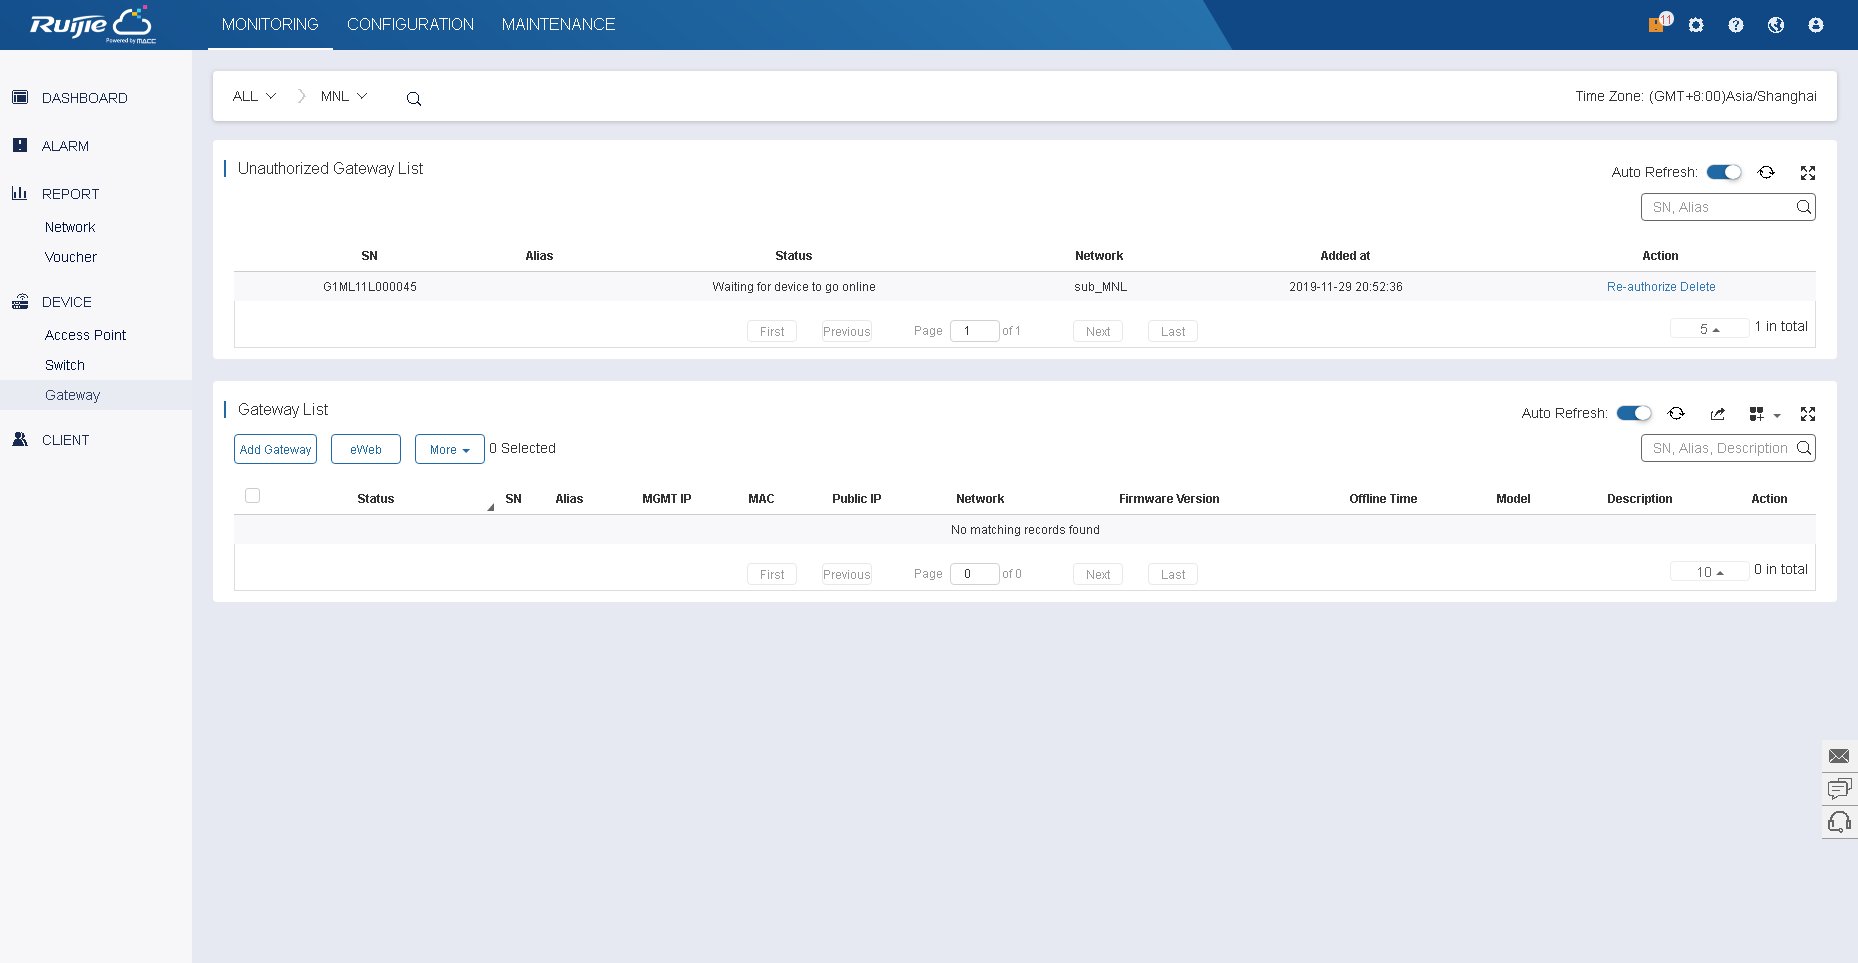 Ruijie
Powered by MACC
MONITORING CONFIGURATION MAINTENANCE
11
DASHBOARD
ALARM
REPORT
Network
Voucher
DEVICE
Access Point
Switch
Gateway
CLIENT
ALL MNL
Time Zone: (GMT+8:00)Asia/Shanghai
Unauthorized Gateway List
Auto Refresh:
SN, Alias
SN Alias Status Network Added at Action
G1ML11L000045 Waiting for device to go online sub_MNL 2019-11-29 20:52:36 Re-authorize Delete
First Previous Page 1 of 1 Next Last 5 1 in total
Gateway List
Auto Refresh:
Add Gateway eWeb More 0 Selected
SN, Alias, Description
Status SN Alias MGMT IP MAC Public IP Network Firmware Version Offline Time Model Description Action
No matching records found
First Previous Page 0 of 0 Next Last 10 0 in total